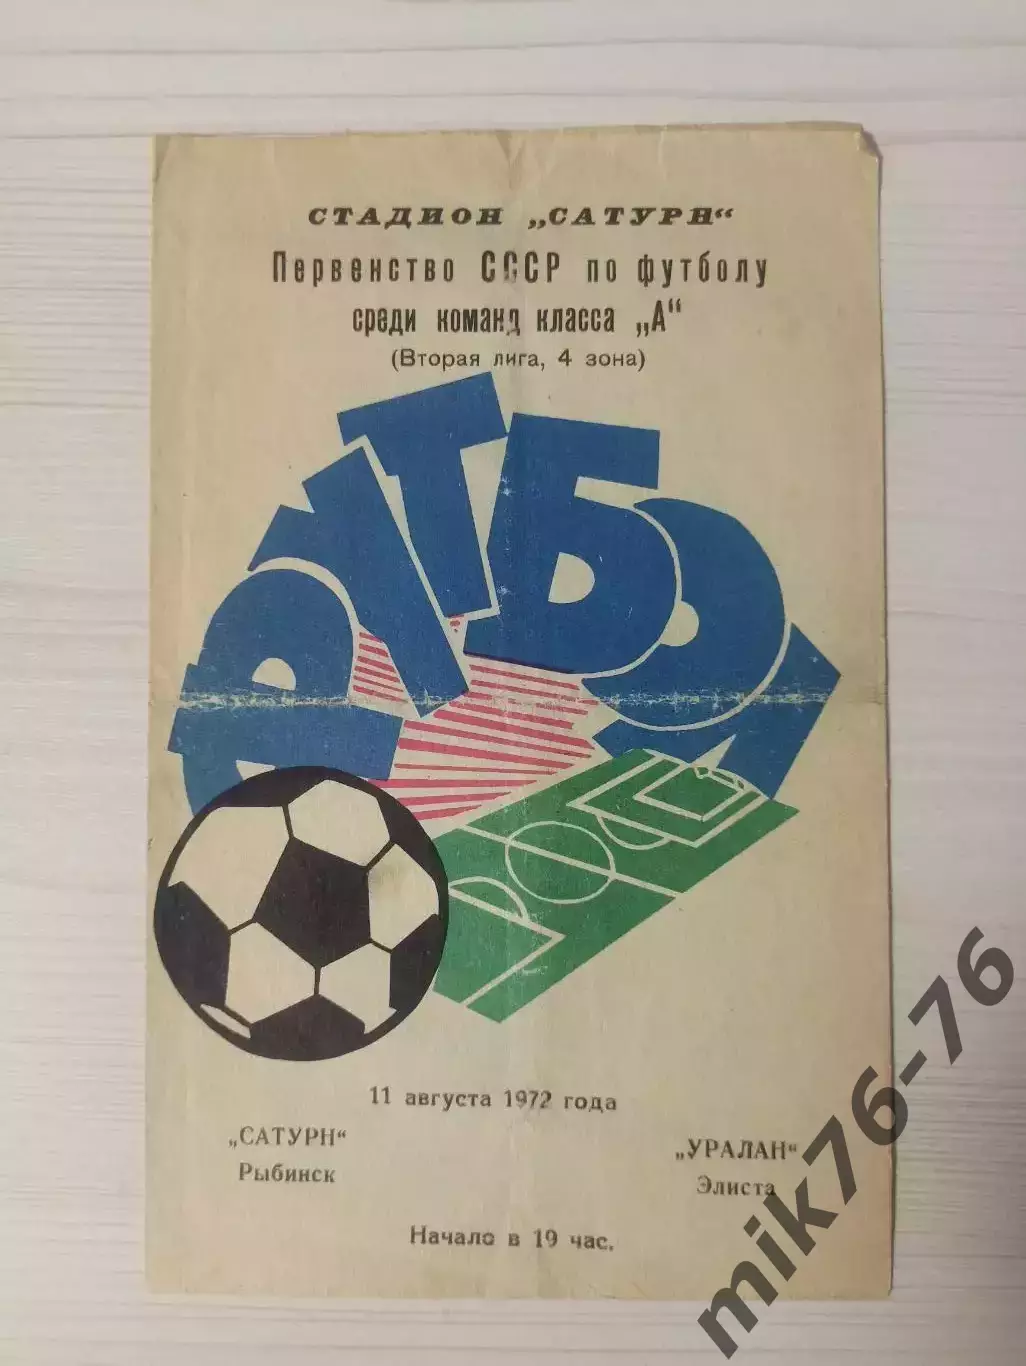 СТАДИОН „САТУРН“
Первенство СССР по футболу
среди команд класса „А“
(Вторая лига, 4 зона)
ФУТБОЛ
11 августа 1972 года
„САТУРН“
Рыбинск
„УРАЛАН“
Элиста
Начало в 19 час.
mik76-76